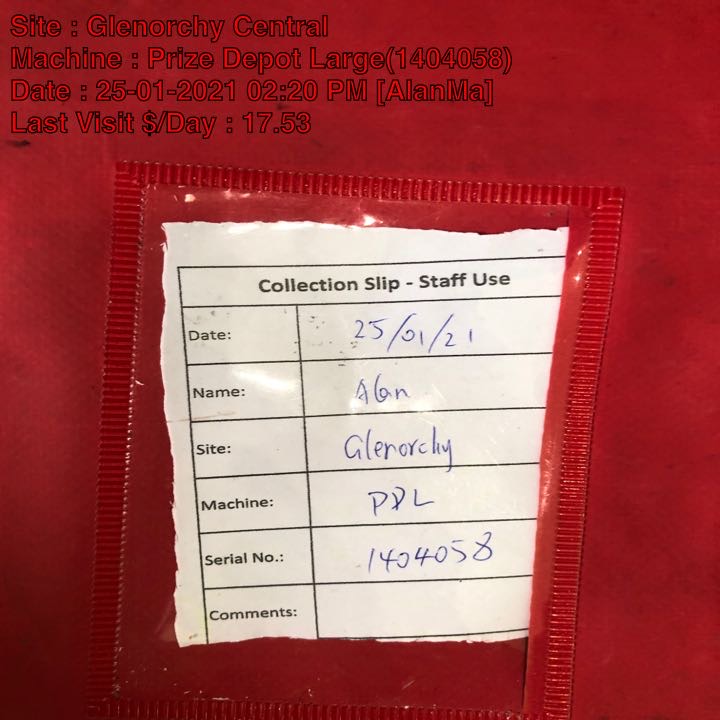 Site : Glenorchy Central
Machine : Prize Depot Large(1404058)
Date : 25-01-2021 02:20 PM [AlanMa]
Last Visit $/Day : 17.53
Collection Slip - Staff Use
Date: 25/01/21
Name: Alan
Site: Glenorchy
Machine: PDL
Serial No.: 1404058
Comments: